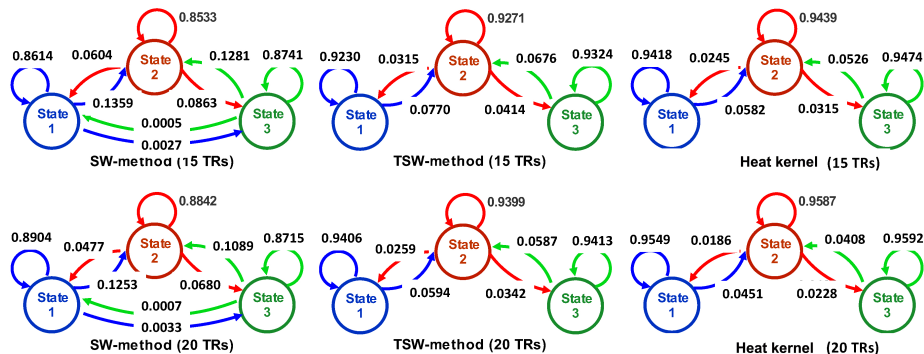 0.8533
0.8614 0.0604 State 2 0.1281 0.8741
0.1359 0.0863
State 1 0.0005 State 3
0.0027
SW-method (15 TRs)
0.9271
0.9230 0.0315 State 2 0.0676 0.9324
0.0770 0.0414
State 1 State 3
TSW-method (15 TRs)
0.9439
0.9418 0.0245 State 2 0.0526 0.9474
0.0582 0.0315
State 1 State 3
Heat kernel (15 TRs)
0.8842
0.8904 0.0477 State 2 0.1089 0.8715
0.1253 0.0680
State 1 0.0007 State 3
0.0033
SW-method (20 TRs)
0.9399
0.9406 0.0259 State 2 0.0587 0.9413
0.0594 0.0342
State 1 State 3
TSW-method (20 TRs)
0.9587
0.9549 0.0186 State 2 0.0408 0.9592
0.0451 0.0228
State 1 State 3
Heat kernel (20 TRs)